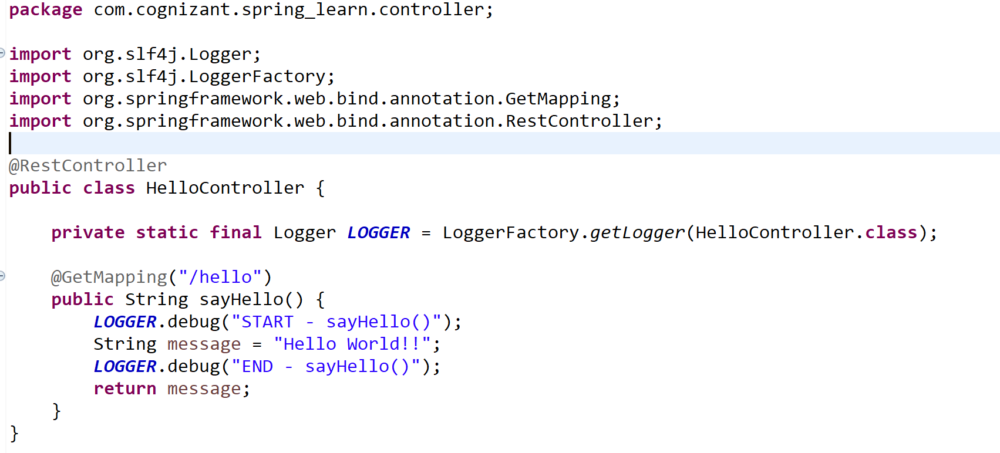 package com.cognizant.spring_learn.controller;
import org.slf4j.Logger;
import org.slf4j.LoggerFactory;
import org.springframework.web.bind.annotation.GetMapping;
import org.springframework.web.bind.annotation.RestController;
@RestController
public class HelloController {
private static final Logger LOGGER = LoggerFactory.getLogger(HelloController.class);
@GetMapping("/hello")
public String sayHello() {
LOGGER.debug("START - sayHello()");
String message = "Hello World!!";
LOGGER.debug("END - sayHello()");
return message;
}
}